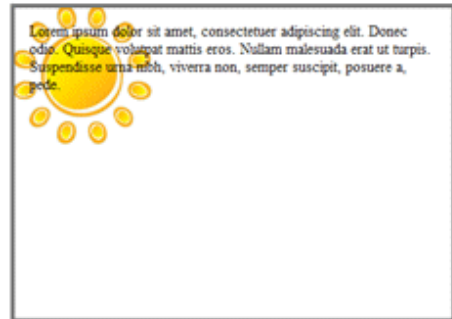 Lorem ipsum dolor sit amet, consectetuer adipiscing elit. Donec
odio. Quisque volutpat mattis eros. Nullam malesuada erat ut turpis.
Suspendisse urna nibh, viverra non, semper suscipit, posuere a,
pede.